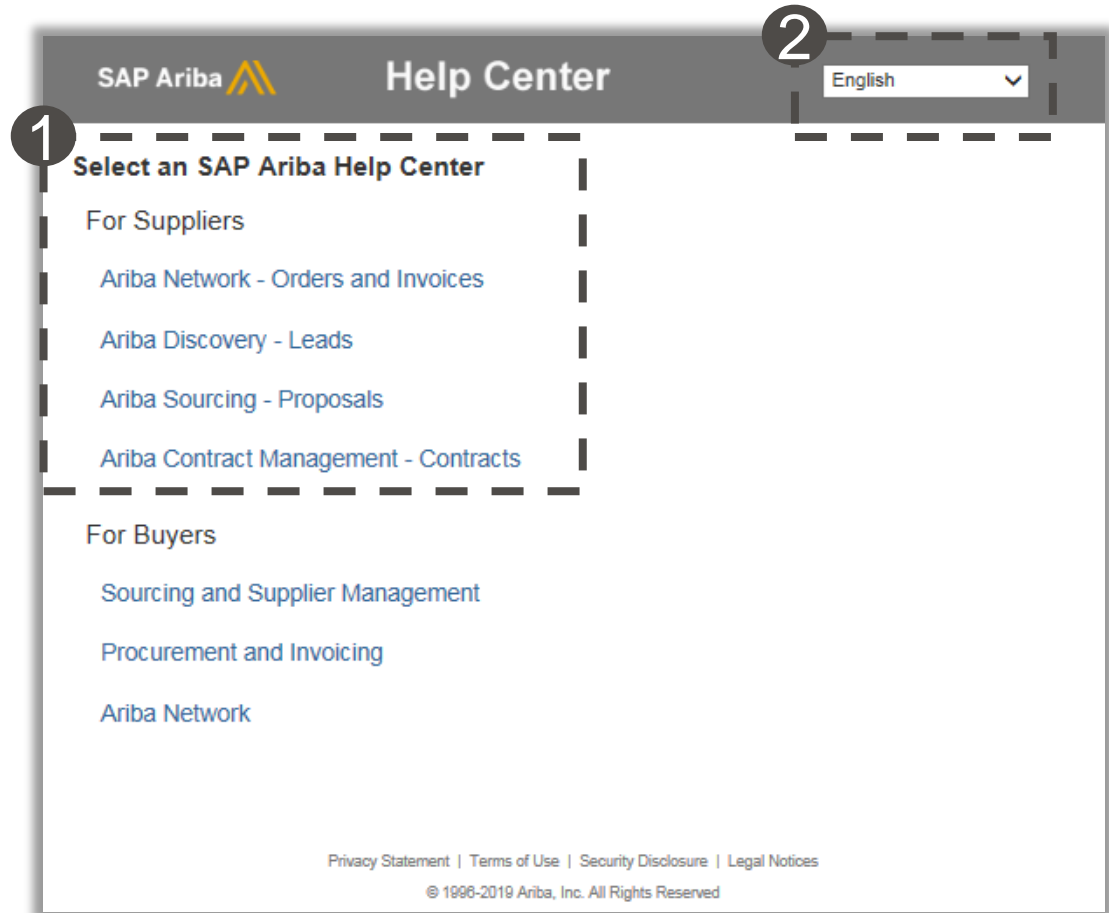 2
SAP Ariba Help Center English
1
Select an SAP Ariba Help Center
For Suppliers
Ariba Network - Orders and Invoices
Ariba Discovery - Leads
Ariba Sourcing - Proposals
Ariba Contract Management - Contracts
For Buyers
Sourcing and Supplier Management
Procurement and Invoicing
Ariba Network
Privacy Statement | Terms of Use | Security Disclosure | Legal Notices
© 1996-2019 Ariba, Inc. All Rights Reserved